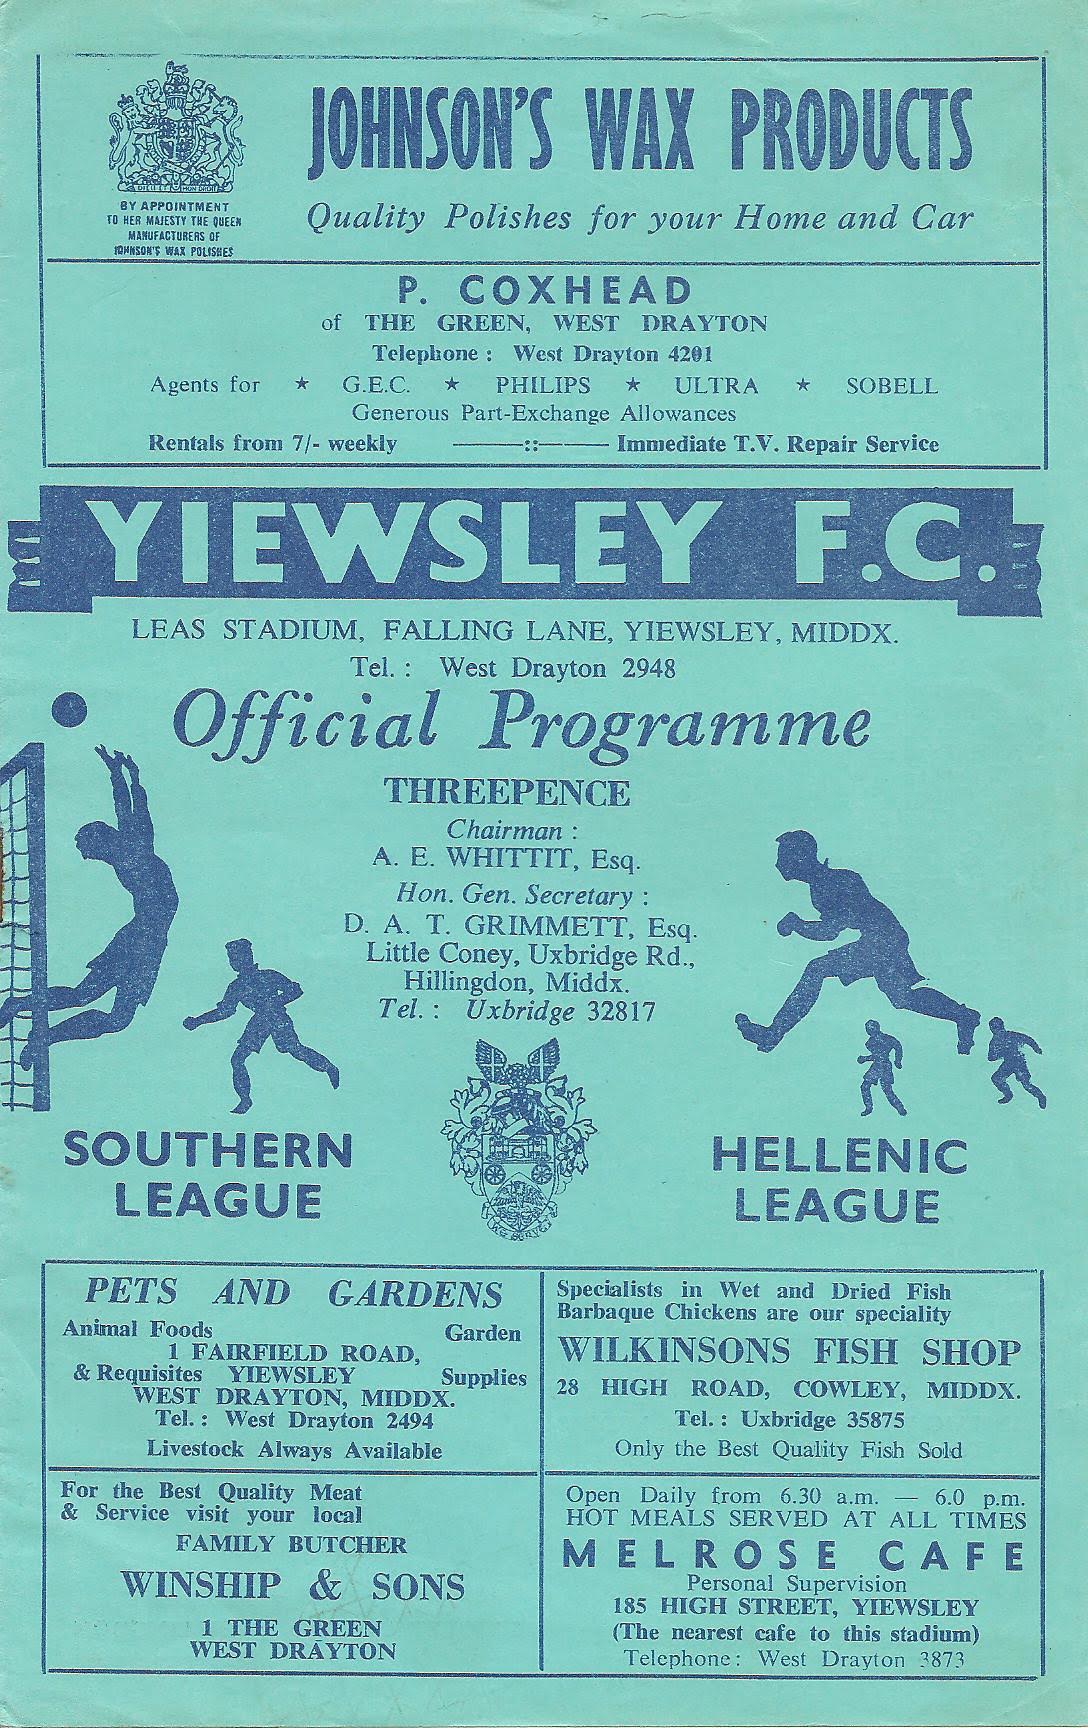 JOHNSON'S WAX PRODUCTS
Quality Polishes for your Home and Car
DIEU ET MON DROIT
BY APPOINTMENT
TO HER MAJESTY THE QUEEN
MANUFACTURERS OF
JOHNSON'S WAX POLISHES
P. COXHEAD
of THE GREEN, WEST DRAYTON
Telephone : West Drayton 4201
Agents for ★ G.E.C. ★ PHILIPS ★ ULTRA ★ SOBELL
Generous Part-Exchange Allowances
Rentals from 7/- weekly ——::—— Immediate T.V. Repair Service
YIEWSLEY F.C.
LEAS STADIUM, FALLING LANE, YIEWSLEY, MIDDX.
Tel. : West Drayton 2948
Official Programme
THREEPENCE
Chairman :
A. E. WHITTIT, Esq.
Hon. Gen. Secretary :
D. A. T. GRIMMETT, Esq.
Little Coney, Uxbridge Rd.,
Hillingdon, Middx.
Tel. : Uxbridge 32817
SOUTHERN
LEAGUE
HELLENIC
LEAGUE
PETS AND GARDENS
Animal Foods Garden
1 FAIRFIELD ROAD,
& Requisites YIEWSLEY Supplies
WEST DRAYTON, MIDDX.
Tel. : West Drayton 2494
Livestock Always Available
Specialists in Wet and Dried Fish
Barbaque Chickens are our speciality
WILKINSONS FISH SHOP
28 HIGH ROAD, COWLEY, MIDDX.
Tel. : Uxbridge 35875
Only the Best Quality Fish Sold
For the Best Quality Meat
& Service visit your local
FAMILY BUTCHER
WINSHIP & SONS
1 THE GREEN
WEST DRAYTON
Open Daily from 6.30 a.m. — 6.0 p.m.
HOT MEALS SERVED AT ALL TIMES
MELROSE CAFE
Personal Supervision
185 HIGH STREET, YIEWSLEY
(The nearest cafe to this stadium)
Telephone : West Drayton 3873